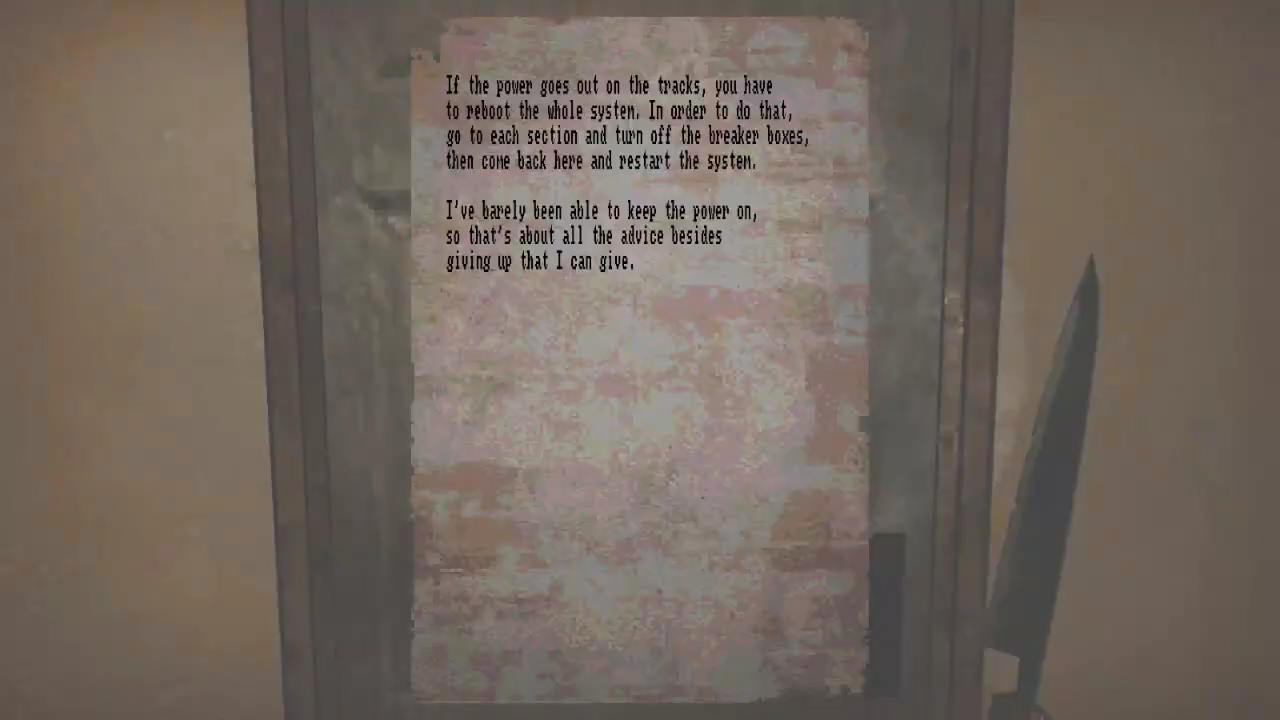 If the power goes out on the tracks, you have
to reboot the whole system. In order to do that,
go to each section and turn off the breaker boxes,
then come back here and restart the system.
I've barely been able to keep the power on,
so that's about all the advice besides
giving up that I can give.